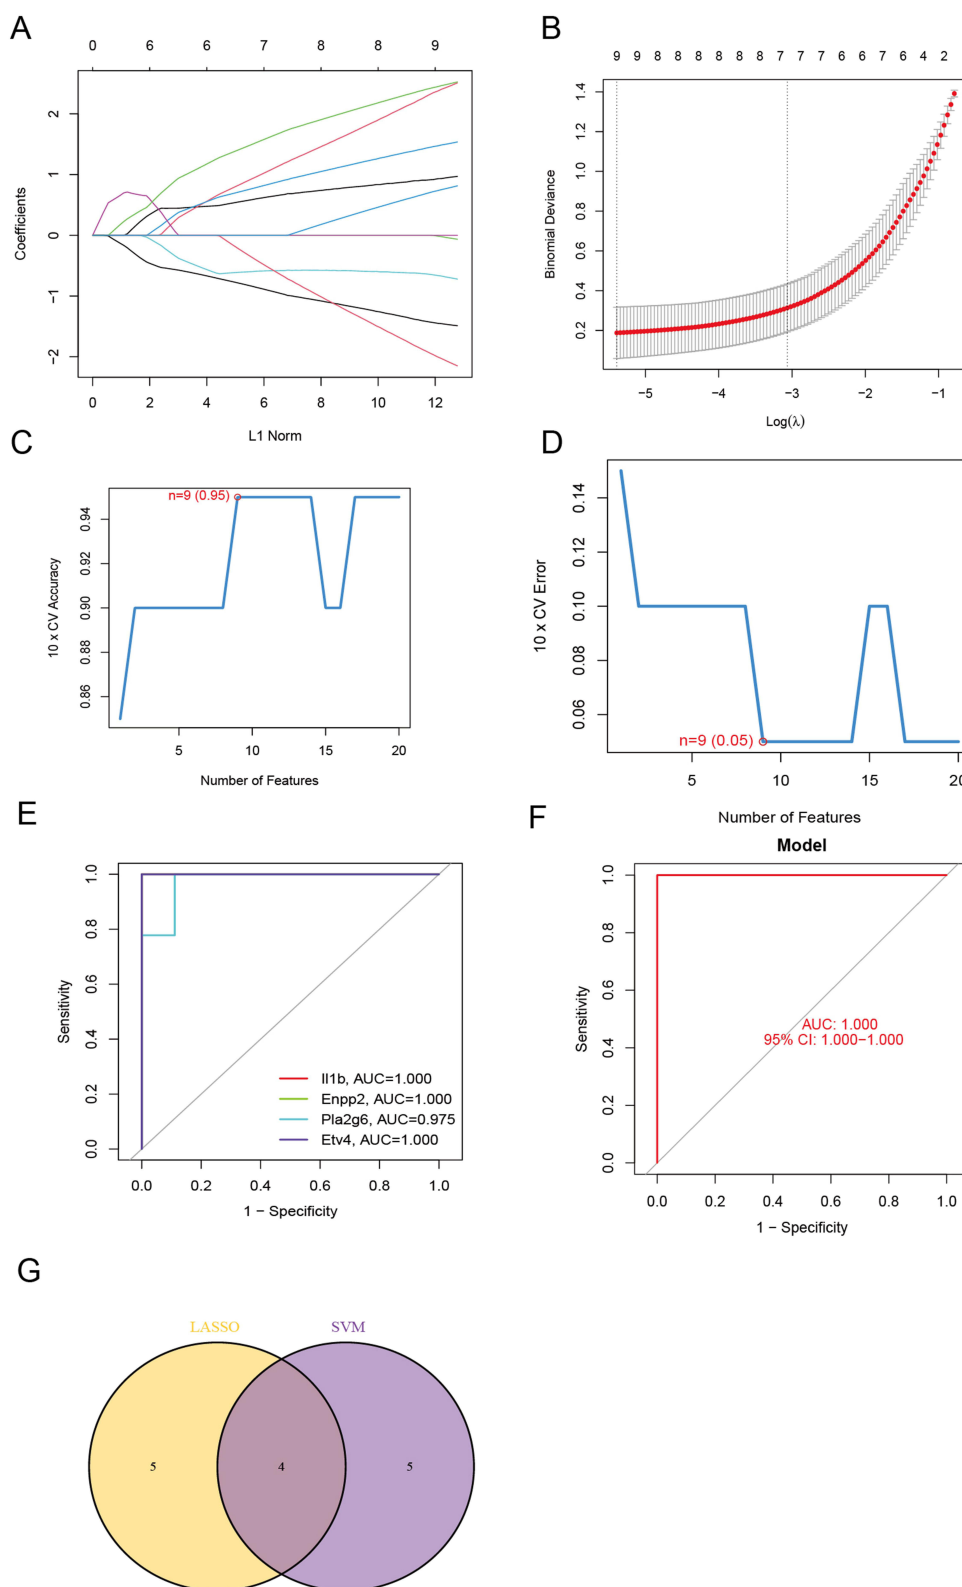 A
0 6 6 7 8 8 9
Coefficients
2
1
0
−1
−2
0 2 4 6 8 10 12
L1 Norm
B
9 9 8 8 8 8 8 8 7 7 7 6 6 7 6 4 2
Binomial Deviance
1.4
1.2
1.0
0.8
0.6
0.4
0.2
−5 −4 −3 −2 −1
Log(λ)
C
n=9 (0.95)
10 x CV Accuracy
0.94
0.92
0.90
0.88
0.86
5 10 15 20
Number of Features
D
10 x CV Error
0.14
0.12
0.10
0.08
0.06
n=9 (0.05)
5 10 15 20
Number of Features
E
Sensitivity
1.0
0.8
0.6
0.4
0.2
0.0
Il1b, AUC=1.000
Enpp2, AUC=1.000
Pla2g6, AUC=0.975
Etv4, AUC=1.000
0.0 0.2 0.4 0.6 0.8 1.0
1 − Specificity
F
Model
Sensitivity
1.0
0.8
0.6
0.4
0.2
0.0
AUC: 1.000
95% CI: 1.000−1.000
0.0 0.2 0.4 0.6 0.8 1.0
1 − Specificity
G
LASSO SVM
5 4 5